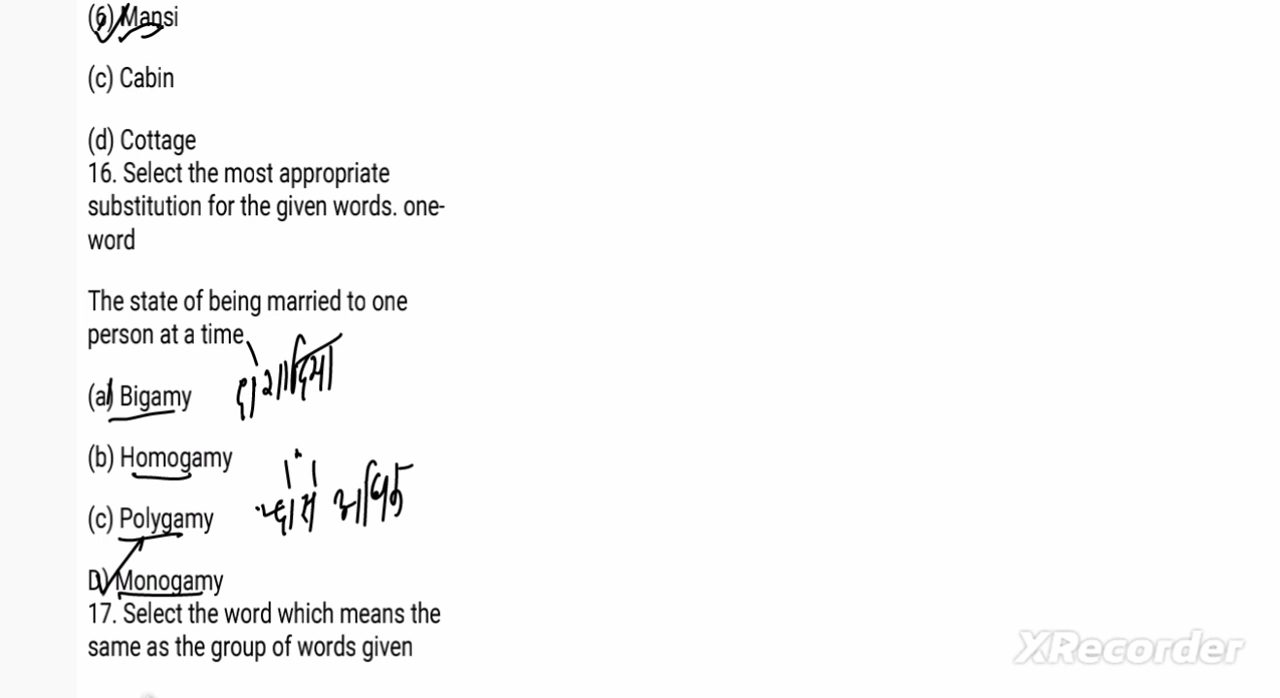 (b) Mansi
(c) Cabin
(d) Cottage
16. Select the most appropriate
substitution for the given words. one-
word
The state of being married to one
person at a time.
(a) Bigamy
(b) Homogamy
(c) Polygamy
D) Monogamy
17. Select the word which means the
same as the group of words given
XRecorder